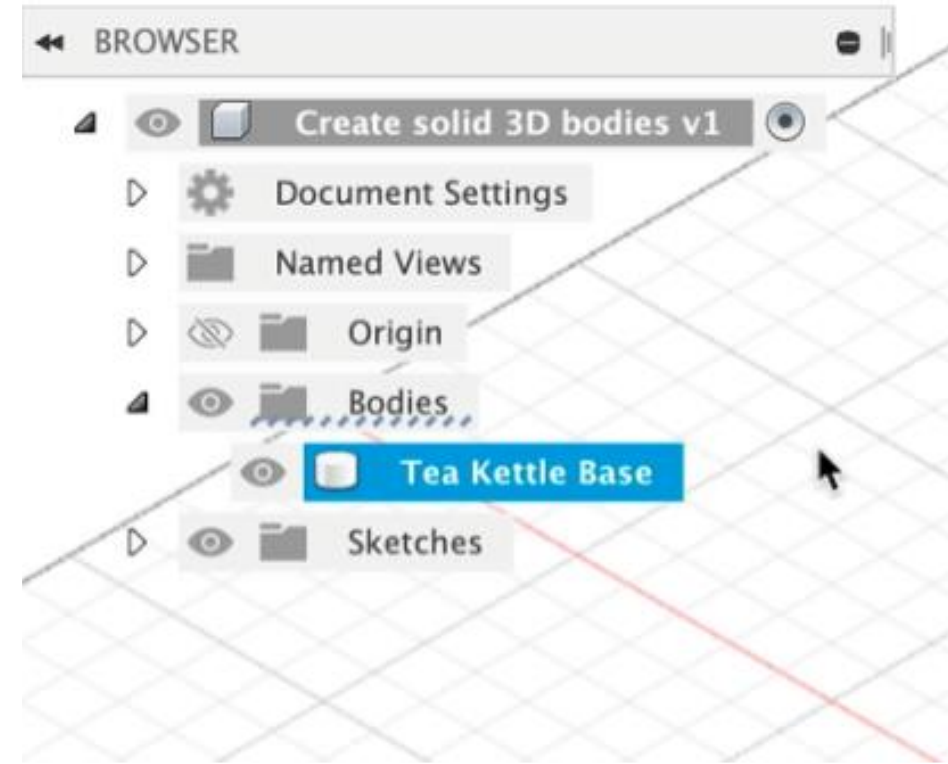 BROWSER
Create solid 3D bodies v1
Document Settings
Named Views
Origin
Bodies
Tea Kettle Base
Sketches